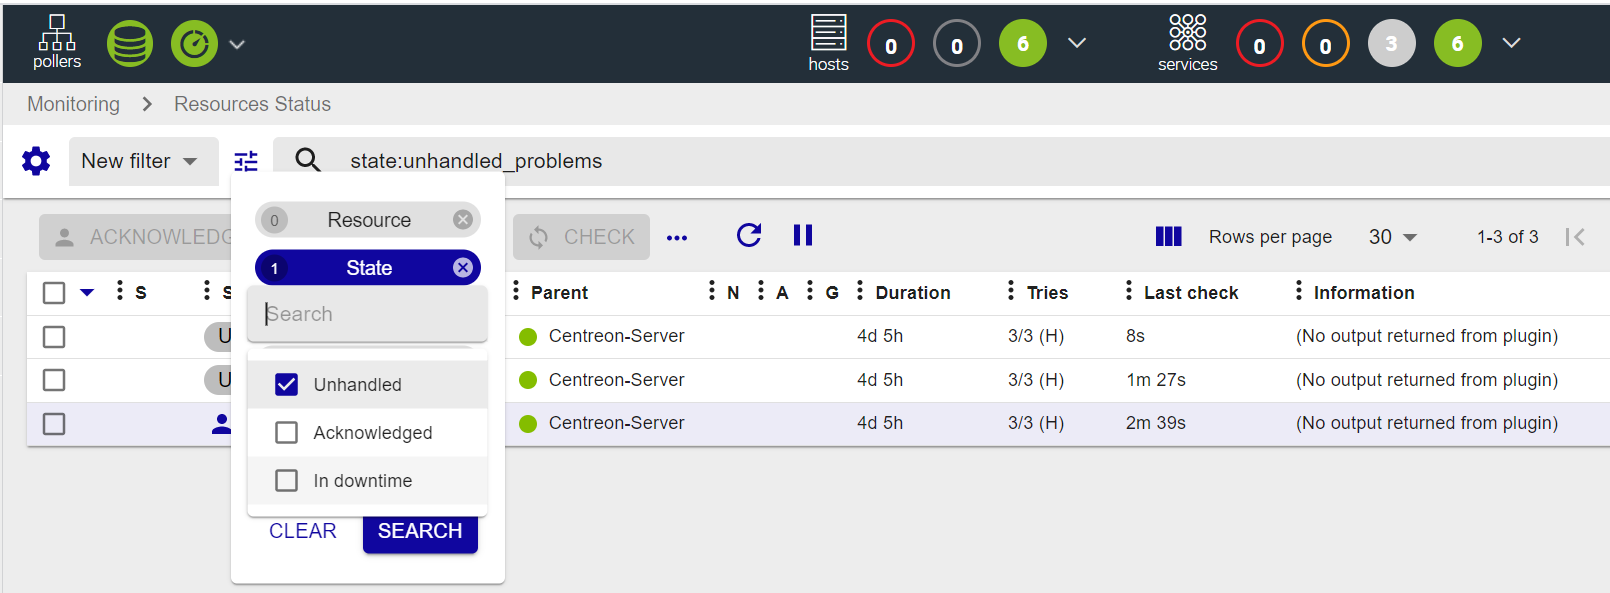 pollers
hosts 0 0 6
services 0 0 3 6
Monitoring > Resources Status
New filter state:unhandled_problems
ACKNOWLEDG CHECK Rows per page 30 1-3 of 3
0 Resource
1 State
Search
Unhandled
Acknowledged
In downtime
CLEAR SEARCH
S S Parent N A G Duration Tries Last check Information
U Centreon-Server 4d 5h 3/3 (H) 8s (No output returned from plugin)
U Centreon-Server 4d 5h 3/3 (H) 1m 27s (No output returned from plugin)
Centreon-Server 4d 5h 3/3 (H) 2m 39s (No output returned from plugin)